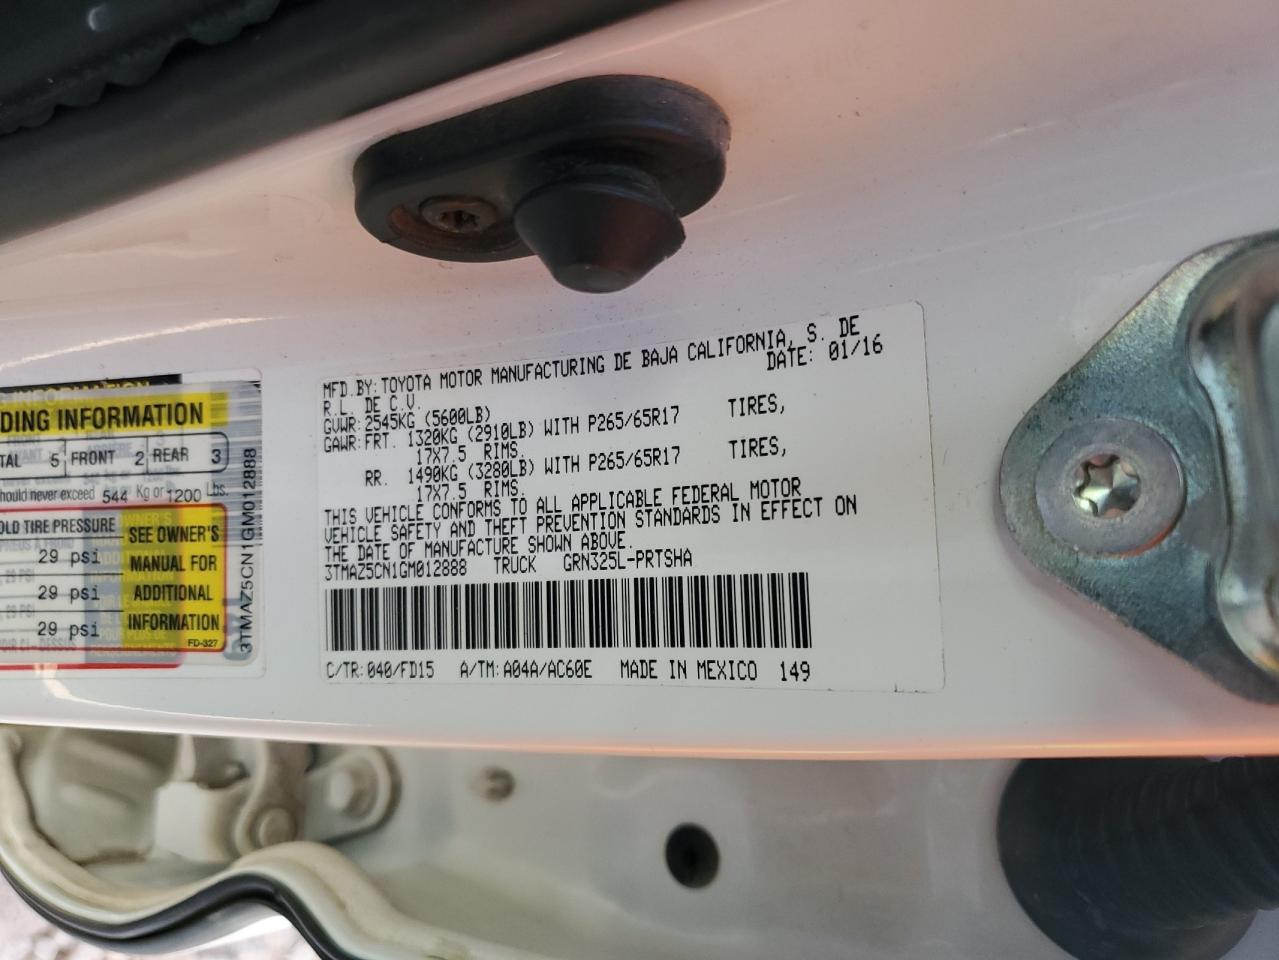 DING INFORMATION
TAL 5 FRONT 2 REAR 3
hould never exceed 544 Kg or 1200 Lbs.
OLD TIRE PRESSURE
29 psi
29 psi
29 psi
SEE OWNER'S
MANUAL FOR
ADDITIONAL
INFORMATION
FD-327
3TMAZ5CN1GM012888
MFD.BY:TOYOTA MOTOR MANUFACTURING DE BAJA CALIFORNIA, S. DE
R.L. DE C.V. DATE: 01/16
GVWR:2545KG (5600LB)
GAWR:FRT. 1320KG (2910LB) WITH P265/65R17 TIRES,
17X7.5 RIMS.
RR. 1490KG (3280LB) WITH P265/65R17 TIRES,
17X7.5 RIMS.
THIS VEHICLE CONFORMS TO ALL APPLICABLE FEDERAL MOTOR
VEHICLE SAFETY AND THEFT PREVENTION STANDARDS IN EFFECT ON
THE DATE OF MANUFACTURE SHOWN ABOVE.
3TMAZ5CN1GM012888 TRUCK GRN325L-PRTSHA
C/TR:040/FD15 A/TM:A04A/AC60E MADE IN MEXICO 149